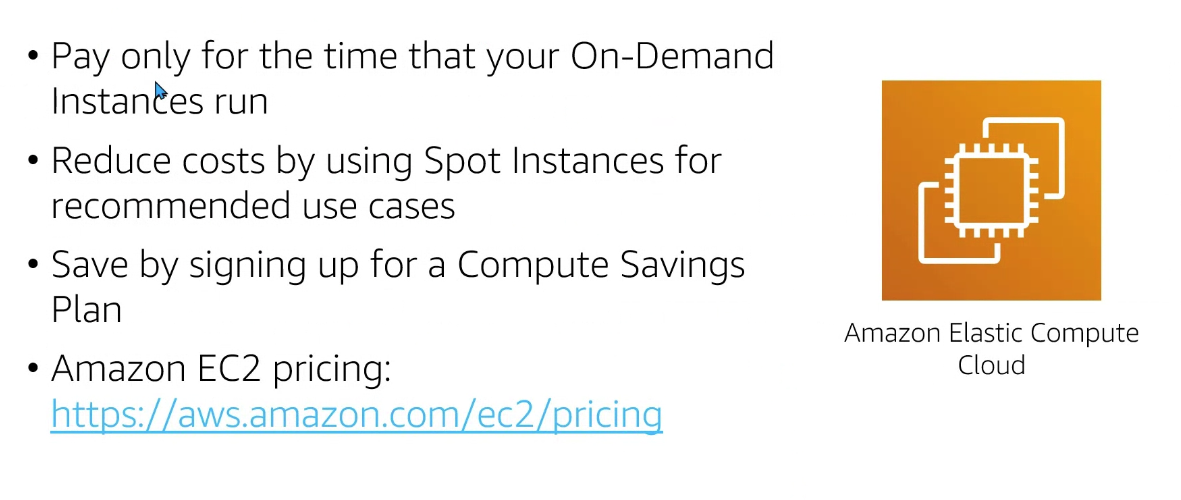 • Pay only for the time that your On-Demand
Instances run
• Reduce costs by using Spot Instances for
recommended use cases
• Save by signing up for a Compute Savings
Plan
• Amazon EC2 pricing:
https://aws.amazon.com/ec2/pricing
Amazon Elastic Compute
Cloud